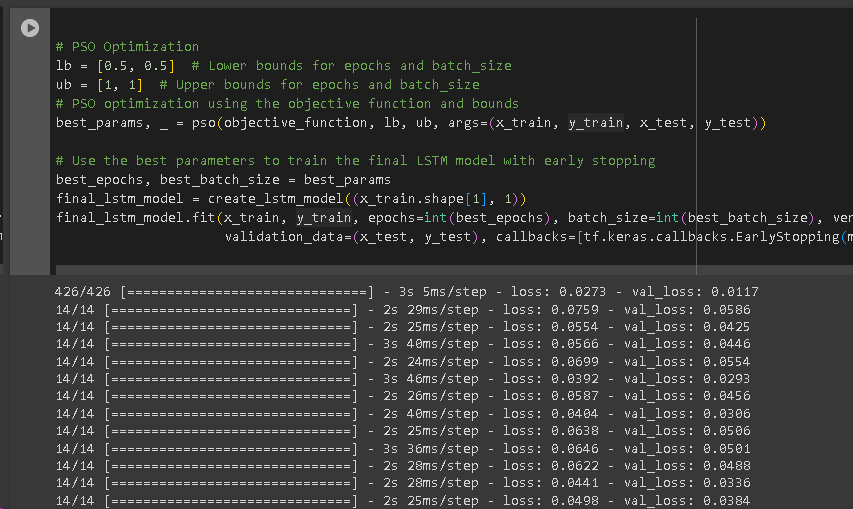 # PSO Optimization
lb = [0.5, 0.5]  # Lower bounds for epochs and batch_size
ub = [1, 1]  # Upper bounds for epochs and batch_size
# PSO optimization using the objective function and bounds
best_params, _ = pso(objective_function, lb, ub, args=(x_train, y_train, x_test, y_test))
# Use the best parameters to train the final LSTM model with early stopping
best_epochs, best_batch_size = best_params
final_lstm_model = create_lstm_model((x_train.shape[1], 1))
final_lstm_model.fit(x_train, y_train, epochs=int(best_epochs), batch_size=int(best_batch_size), ver
validation_data=(x_test, y_test), callbacks=[tf.keras.callbacks.EarlyStopping(m
426/426 [==============================] - 3s 5ms/step - loss: 0.0273 - val_loss: 0.0117
14/14 [==============================] - 2s 29ms/step - loss: 0.0759 - val_loss: 0.0586
14/14 [==============================] - 2s 25ms/step - loss: 0.0554 - val_loss: 0.0425
14/14 [==============================] - 3s 40ms/step - loss: 0.0566 - val_loss: 0.0446
14/14 [==============================] - 2s 24ms/step - loss: 0.0699 - val_loss: 0.0554
14/14 [==============================] - 3s 46ms/step - loss: 0.0392 - val_loss: 0.0293
14/14 [==============================] - 2s 26ms/step - loss: 0.0587 - val_loss: 0.0456
14/14 [==============================] - 2s 40ms/step - loss: 0.0404 - val_loss: 0.0306
14/14 [==============================] - 2s 25ms/step - loss: 0.0638 - val_loss: 0.0506
14/14 [==============================] - 3s 36ms/step - loss: 0.0646 - val_loss: 0.0501
14/14 [==============================] - 2s 28ms/step - loss: 0.0622 - val_loss: 0.0488
14/14 [==============================] - 2s 28ms/step - loss: 0.0441 - val_loss: 0.0336
14/14 [==============================] - 2s 25ms/step - loss: 0.0498 - val_loss: 0.0384